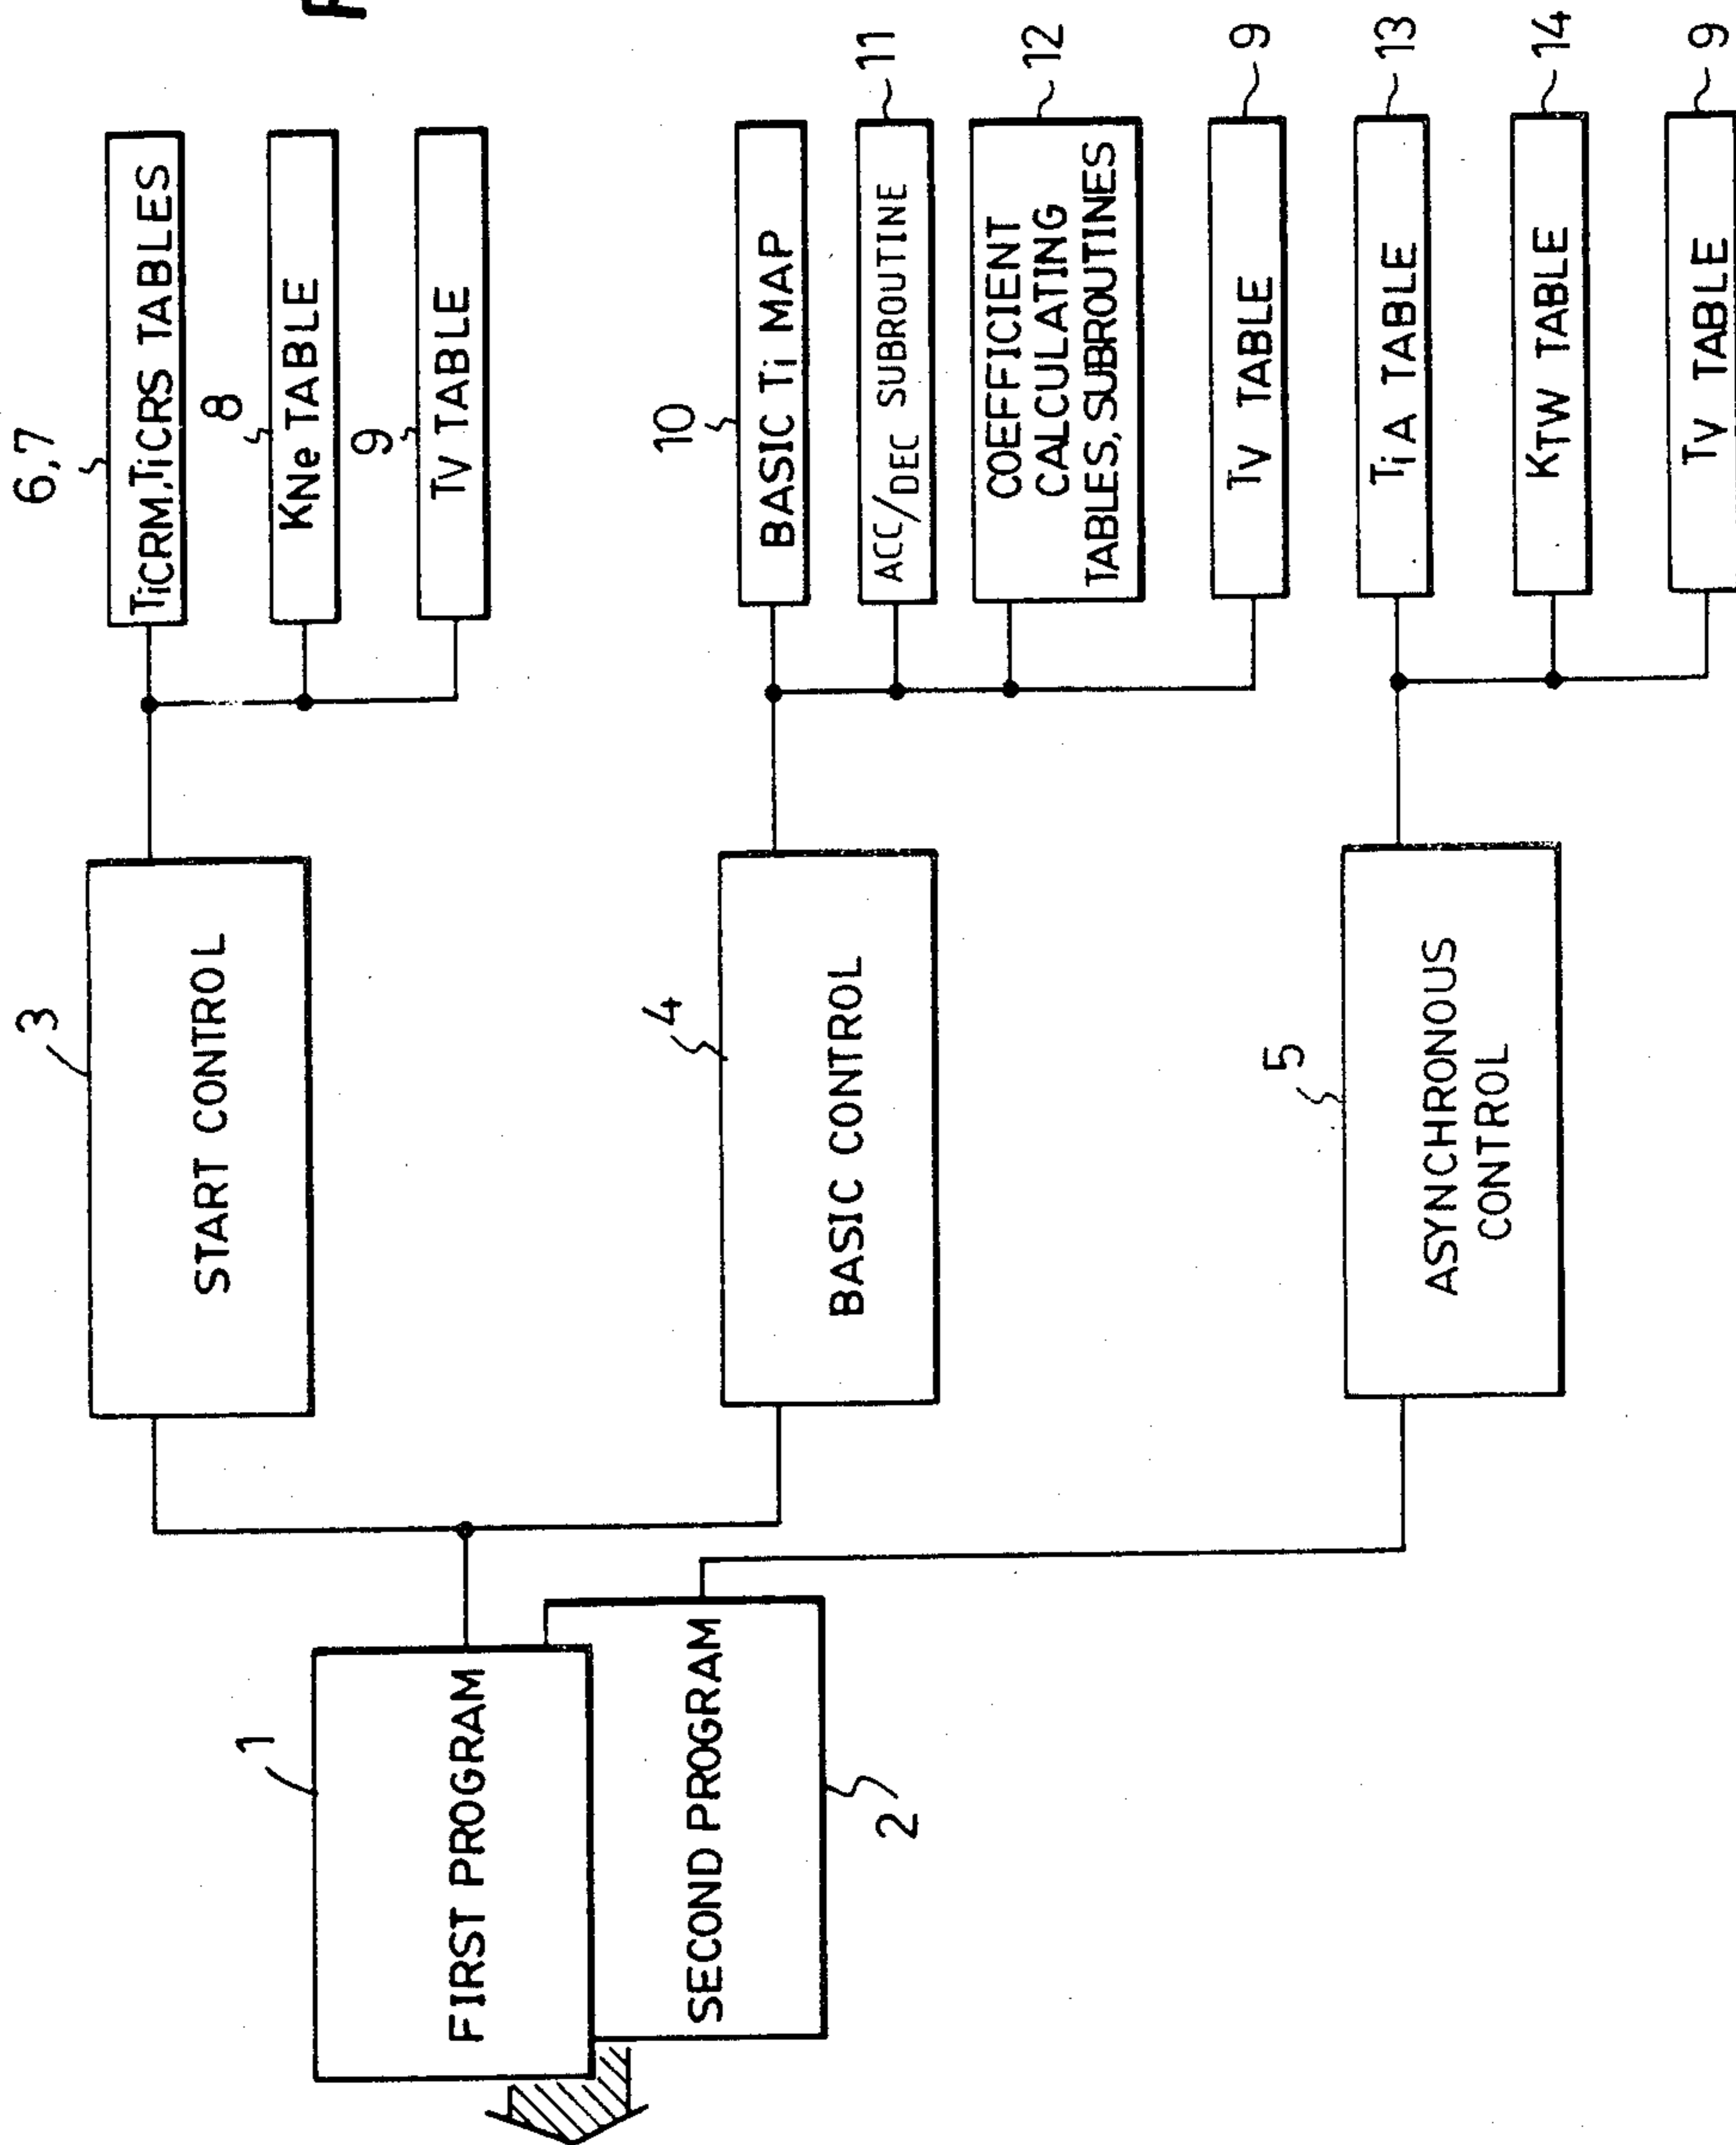 1
FIRST PROGRAM
SECOND PROGRAM
2
3
START CONTROL
4
BASIC CONTROL
5
ASYNCHRONOUS
CONTROL
6,7
TiCRM,TiCRS TABLES
8
KNe TABLE
9
TV TABLE
10
BASIC Ti MAP
ACC/DEC SUBROUTINE
11
COEFFICIENT
CALCULATING
TABLES,SUBROUTINES
12
TV TABLE
9
TiA TABLE
13
KTW TABLE
14
TV TABLE
9